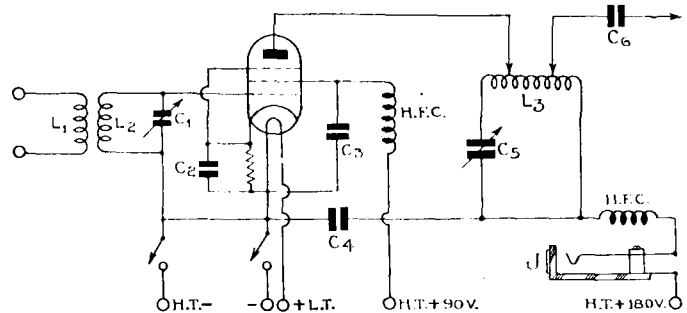 C6
L1
L2
C1
C2
C3
H.F.C.
L3
C5
C4
H.F.C.
J
H.T.-
- + L.T.
H.T.+90V.
H.T.+180V.